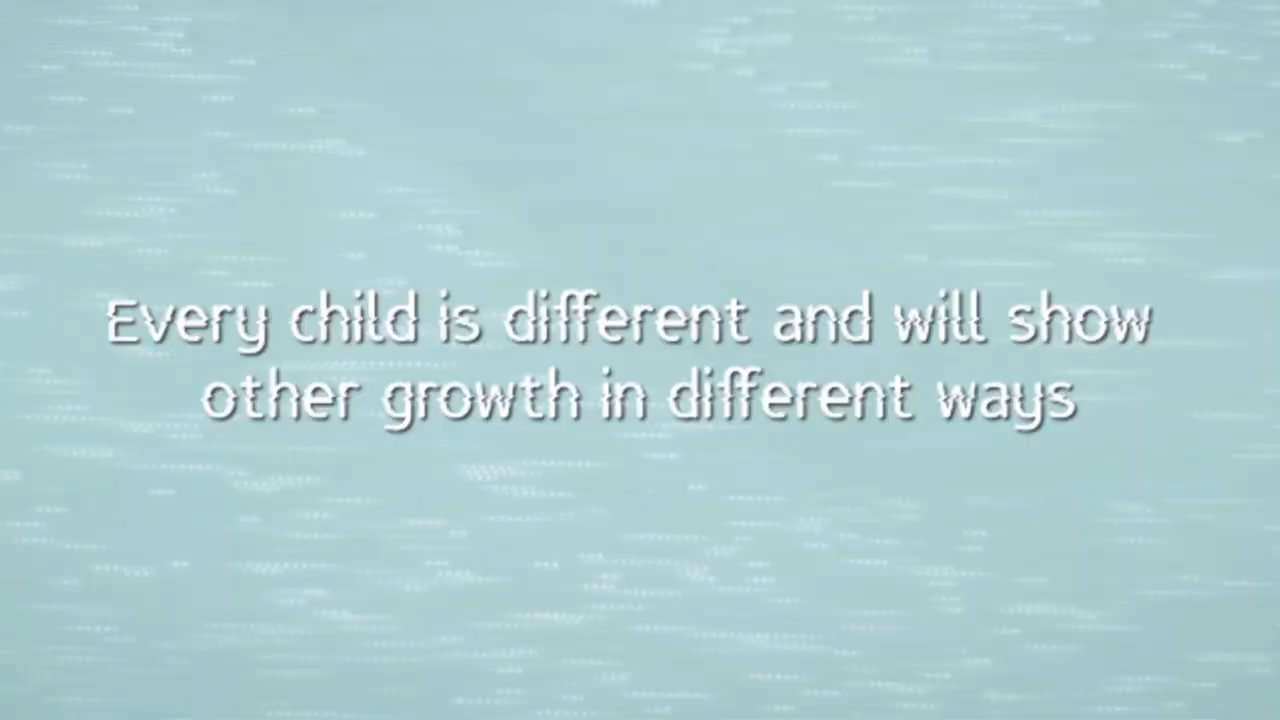 Every child is different and will show
other growth in different ways